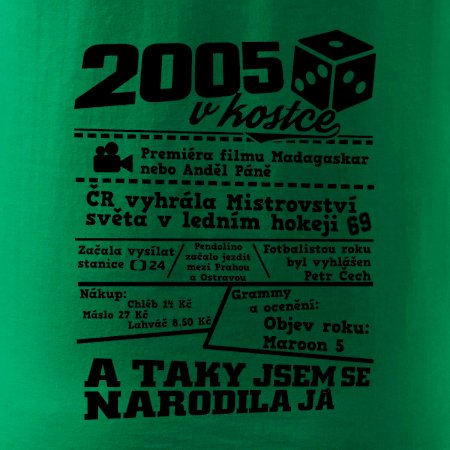 2005
v kostce
Premiéra filmu Madagaskar
nebo Anděl Páně
ČR vyhrála Mistrovství
světa v ledním hokeji 69
Začala vysílat
stanice 24
Pendolino
začalo jezdit
mezi Prahou
a Ostravou
Fotbalistou roku
byl vyhlášen
Petr Čech
Nákup:
Chléb 14 Kč
Máslo 27 Kč
Lahváč 8,50 Kč
Grammy
a ocenění:
Objev roku:
Maroon 5
A TAKY JSEM SE
NARODILA JÁ